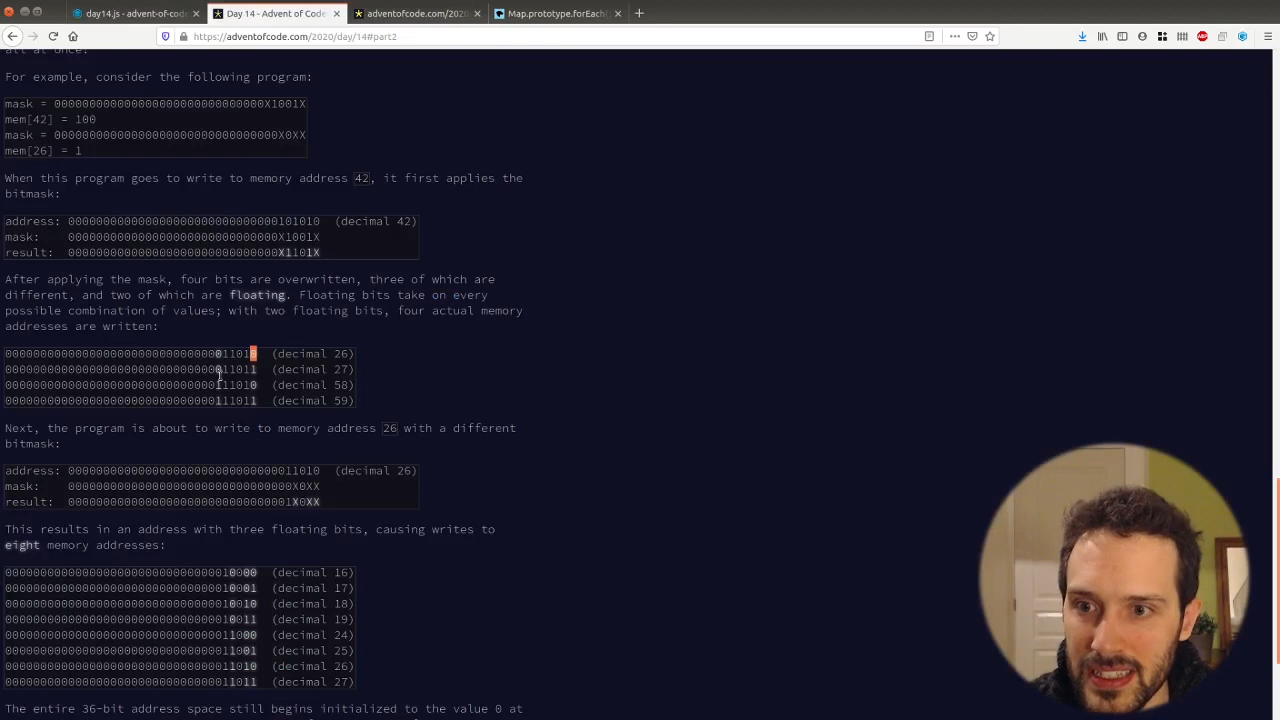 day14.js - advent-of-cod
Day 14 - Advent of Code
adventofcode.com/2020
Map.prototype.forEach(
https://adventofcode.com/2020/day/14#part2
all at once.
For example, consider the following program:
mask = 000000000000000000000000000000X1001X
mem[42] = 100
mask = 00000000000000000000000000000000X0XX
mem[26] = 1
When this program goes to write to memory address 42, it first applies the
bitmask:
address: 000000000000000000000000000000101010 (decimal 42)
mask: 000000000000000000000000000000X1001X
result: 000000000000000000000000000000X1101X
After applying the mask, four bits are overwritten, three of which are
different, and two of which are floating. Floating bits take on every
possible combination of values; with two floating bits, four actual memory
addresses are written:
000000000000000000000000000000011010 (decimal 26)
000000000000000000000000000000011011 (decimal 27)
000000000000000000000000000000111010 (decimal 58)
000000000000000000000000000000111011 (decimal 59)
Next, the program is about to write to memory address 26 with a different
bitmask:
address: 000000000000000000000000000000011010 (decimal 26)
mask: 00000000000000000000000000000000X0XX
result: 00000000000000000000000000000001X0XX
This results in an address with three floating bits, causing writes to
eight memory addresses:
000000000000000000000000000000010000 (decimal 16)
000000000000000000000000000000010001 (decimal 17)
000000000000000000000000000000010010 (decimal 18)
000000000000000000000000000000010011 (decimal 19)
000000000000000000000000000000011000 (decimal 24)
000000000000000000000000000000011001 (decimal 25)
000000000000000000000000000000011010 (decimal 26)
000000000000000000000000000000011011 (decimal 27)
The entire 36-bit address space still begins initialized to the value 0 at